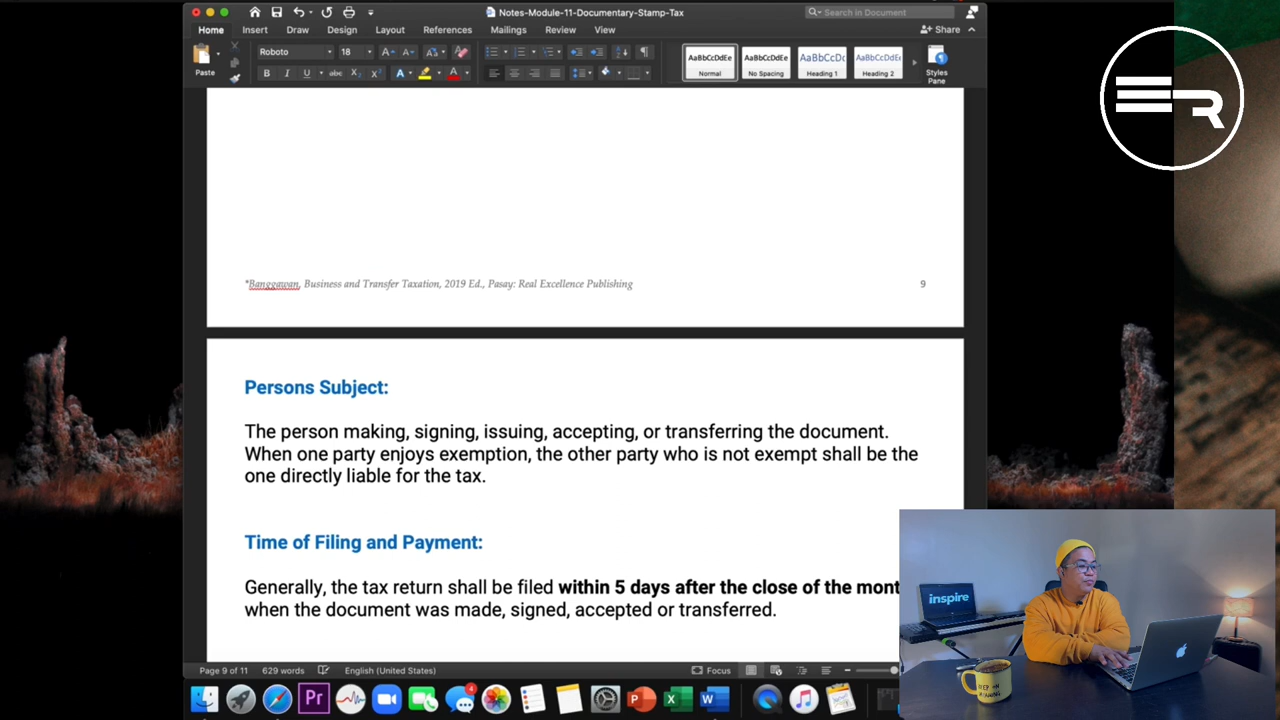 Notes-Module-11-Documentary-Stamp-Tax
Search in Document
Home Insert Draw Design Layout References Mailings Review View
Share
Paste
Roboto
18
AaBbCcDdEe
Normal
AaBbCcDdEe
No Spacing
AaBbCcDc
Heading 1
AaBbCcDdEe
Heading 2
Styles
Pane
ER
*Banggawan, Business and Transfer Taxation, 2019 Ed., Pasay: Real Excellence Publishing
9
Persons Subject:
The person making, signing, issuing, accepting, or transferring the document.
When one party enjoys exemption, the other party who is not exempt shall be the
one directly liable for the tax.
Time of Filing and Payment:
Generally, the tax return shall be filed within 5 days after the close of the mont
when the document was made, signed, accepted or transferred.
Page 9 of 11
629 words
English (United States)
Focus
inspire